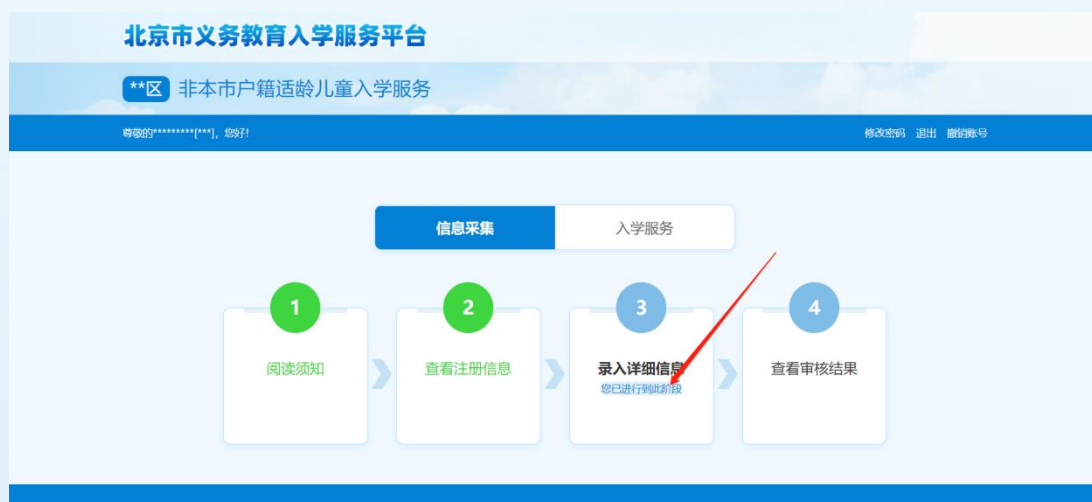 北京市义务教育入学服务平台
**区 非本市户籍适龄儿童入学服务
尊敬的*********[***]，您好!
修改密码 退出 撤销账号
信息采集 入学服务
1 2 3 4
阅读须知 查看注册信息 录入详细信息 查看审核结果
您已进行到此阶段